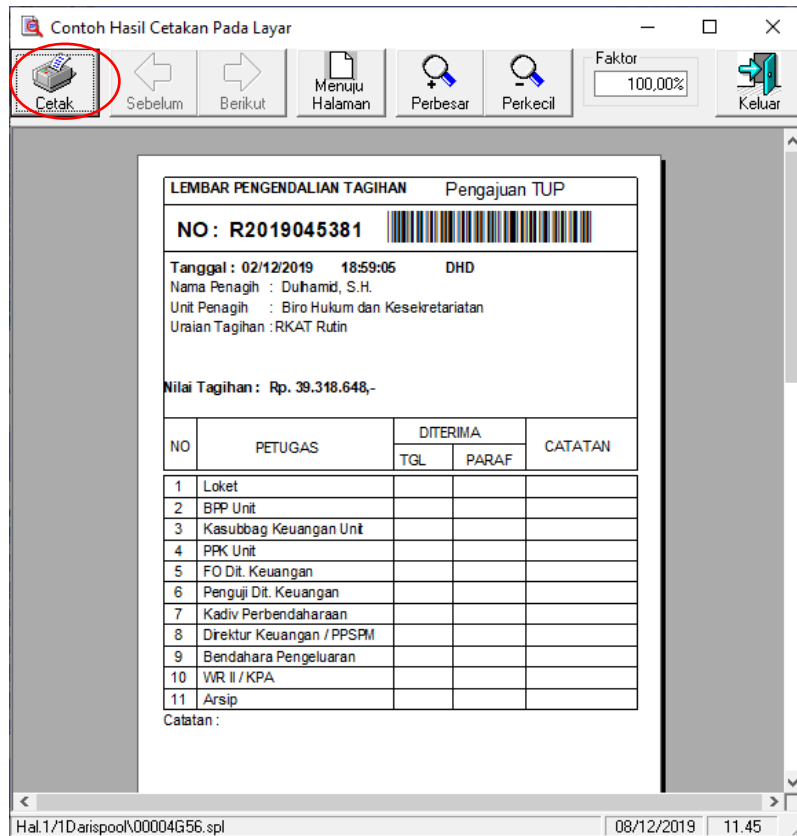 Contoh Hasil Cetakan Pada Layar
Cetak
Sebelum
Berikut
Menuju
Halaman
Perbesar
Perkecil
Faktor
100,00%
Keluar
LEMBAR PENGENDALIAN TAGIHAN Pengajuan TUP
NO : R2019045381
Tanggal : 02/12/2019 18:59:05 DHD
Nama Penagih : Dulhamid, S.H.
Unit Penagih : Biro Hukum dan Kesekretariatan
Uraian Tagihan : RKAT Rutin
Nilai Tagihan : Rp. 39.318.648,-
NO PETUGAS DITERIMA CATATAN
TGL PARAF
1 Loket
2 BPP Unit
3 Kasubbag Keuangan Unit
4 PPK Unit
5 FO Dit. Keuangan
6 Penguji Dit. Keuangan
7 Kadiv Perbendaharaan
8 Direktur Keuangan / PPSPM
9 Bendahara Pengeluaran
10 WR II / KPA
11 Arsip
Catatan :
Hal.1/1Darispool\00004G56.spl 08/12/2019 11.45